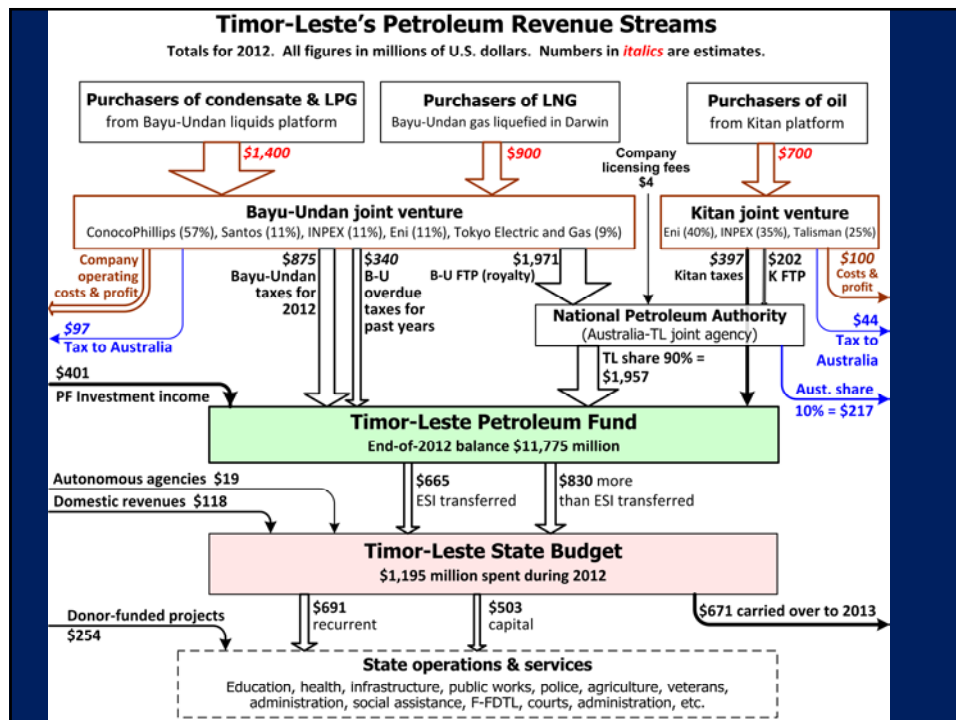 Timor-Leste's Petroleum Revenue Streams
Totals for 2012. All figures in millions of U.S. dollars. Numbers in italics are estimates.
Purchasers of condensate & LPG
from Bayu-Undan liquids platform
Purchasers of LNG
Bayu-Undan gas liquefied in Darwin
Purchasers of oil
from Kitan platform
$1,400
$900
Company
licensing fees
$4
$700
Bayu-Undan joint venture
ConocoPhillips (57%), Santos (11%), INPEX (11%), Eni (11%), Tokyo Electric and Gas (9%)
Kitan joint venture
Eni (40%), INPEX (35%), Talisman (25%)
Company
operating
costs & profit
$97
Tax to Australia
$875
Bayu-Undan
taxes for
2012
$340
B-U
overdue
taxes for
past years
$1,971
B-U FTP (royalty)
$397
Kitan taxes
$202
K FTP
$100
Costs &
profit
National Petroleum Authority
(Australia-TL joint agency)
$44
Tax to
Australia
TL share 90% =
$1,957
Aust. share
10% = $217
$401
PF Investment income
Timor-Leste Petroleum Fund
End-of-2012 balance $11,775 million
Autonomous agencies $19
Domestic revenues $118
$665
ESI transferred
$830 more
than ESI transferred
Timor-Leste State Budget
$1,195 million spent during 2012
Donor-funded projects
$254
$691
recurrent
$503
capital
$671 carried over to 2013
State operations & services
Education, health, infrastructure, public works, police, agriculture, veterans,
administration, social assistance, F-FDTL, courts, administration, etc.